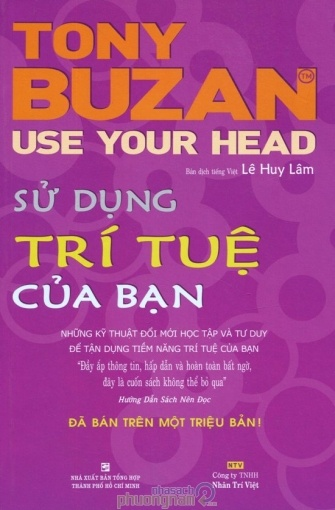 TONY
BUZAN TM
USE YOUR HEAD
Bản dịch tiếng Việt Lê Huy Lâm
SỬ DỤNG
TRÍ TUỆ
CỦA BẠN
NHỮNG KỸ THUẬT ĐỔI MỚI HỌC TẬP VÀ TƯ DUY
ĐỂ TẬN DỤNG TIỀM NĂNG TRÍ TUỆ CỦA BẠN
"Đầy ắp thông tin, hấp dẫn và hoàn toàn bất ngờ,
đây là cuốn sách không thể bỏ qua"
Hướng Dẫn Sách Nên Đọc
ĐÃ BÁN TRÊN MỘT TRIỆU BẢN!
NHÀ XUẤT BẢN TỔNG HỢP
THÀNH PHỐ HỒ CHÍ MINH
nhasach
phuongnam
NTV
Công ty TNHH
Nhân Trí Việt